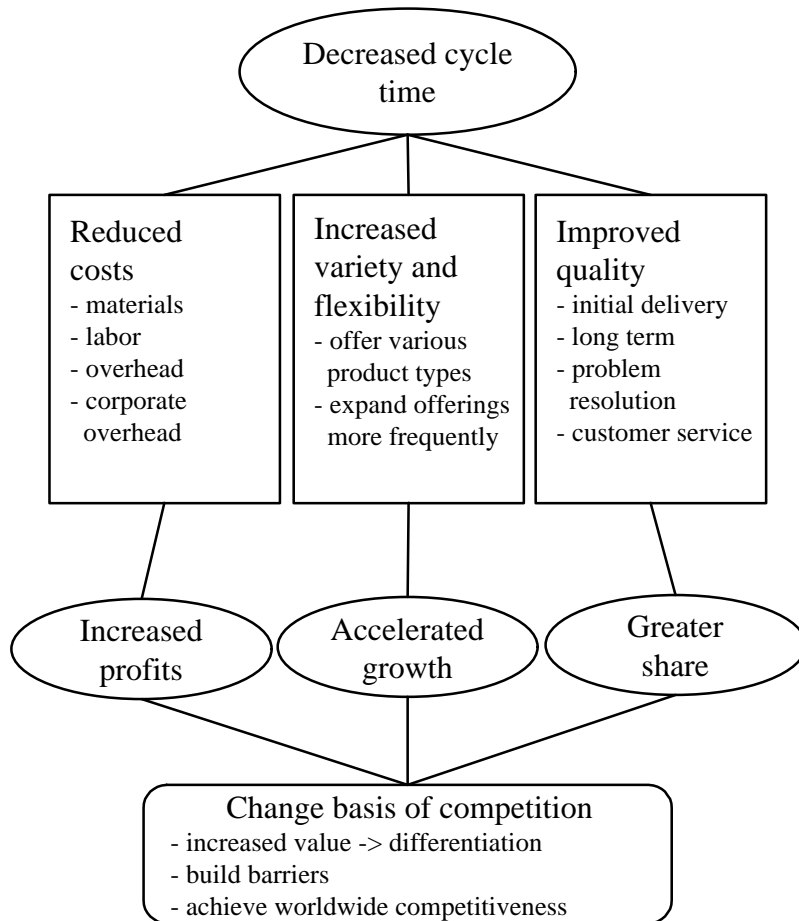 Decreased cycle
time
Reduced
costs
- materials
- labor
- overhead
- corporate
overhead
Increased
variety and
flexibility
- offer various
product types
- expand offerings
more frequently
Improved
quality
- initial delivery
- long term
- problem
resolution
- customer service
Increased
profits
Accelerated
growth
Greater
share
Change basis of competition
- increased value -> differentiation
- build barriers
- achieve worldwide competitiveness